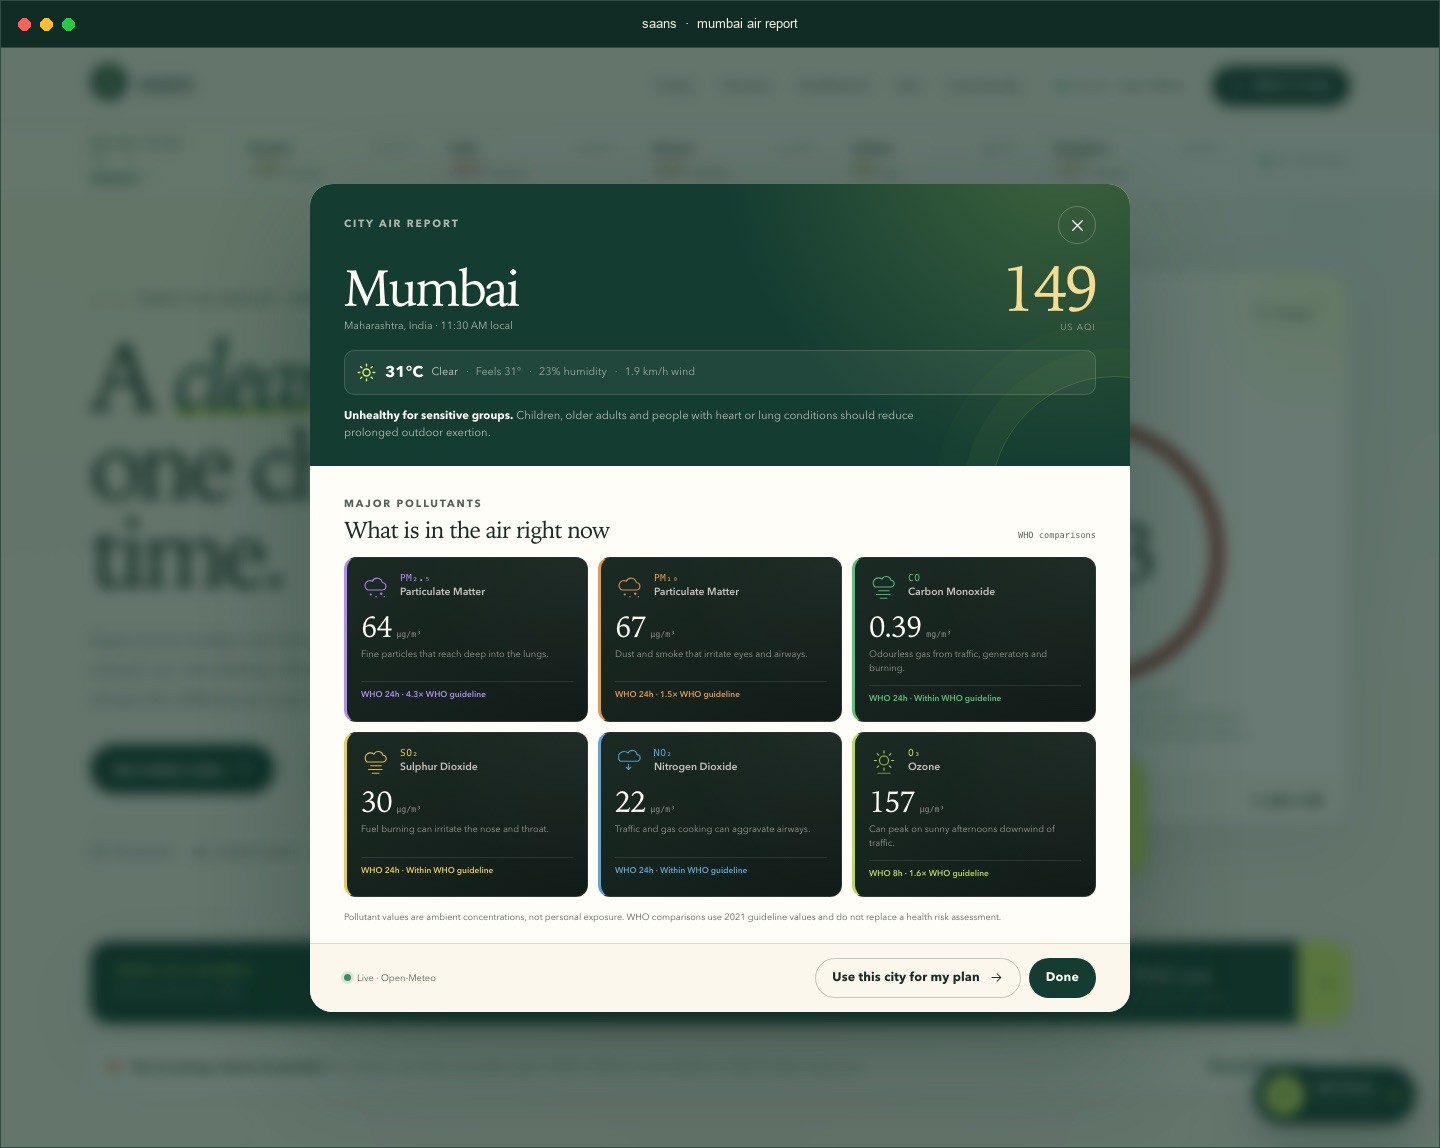 saans · mumbai air report
CITY AIR REPORT
Mumbai
149
Maharashtra, India · 11:30 AM local
US AQI
31°C Clear · Feels 31° · 23% humidity · 1.9 km/h wind
Unhealthy for sensitive groups. Children, older adults and people with heart or lung conditions should reduce
prolonged outdoor exertion.
MAJOR POLLUTANTS
What is in the air right now
WHO comparisons
PM₂.₅
Particulate Matter
64 µg/m³
Fine particles that reach deep into the lungs.
WHO 24h · 4.3× WHO guideline
PM₁₀
Particulate Matter
67 µg/m³
Dust and smoke that irritate eyes and airways.
WHO 24h · 1.5× WHO guideline
CO
Carbon Monoxide
0.39 mg/m³
Odourless gas from traffic, generators and
burning.
WHO 24h · Within WHO guideline
SO₂
Sulphur Dioxide
30 µg/m³
Fuel burning can irritate the nose and throat.
WHO 24h · Within WHO guideline
NO₂
Nitrogen Dioxide
22 µg/m³
Traffic and gas cooking can aggravate airways.
WHO 24h · Within WHO guideline
O₃
Ozone
157 µg/m³
Can peak on sunny afternoons downwind of
traffic.
WHO 8h · 1.6× WHO guideline
Pollutant values are ambient concentrations, not personal exposure. WHO comparisons use 2021 guideline values and do not replace a health risk assessment.
Live · Open-Meteo
Use this city for my plan →
Done
A
one
time.